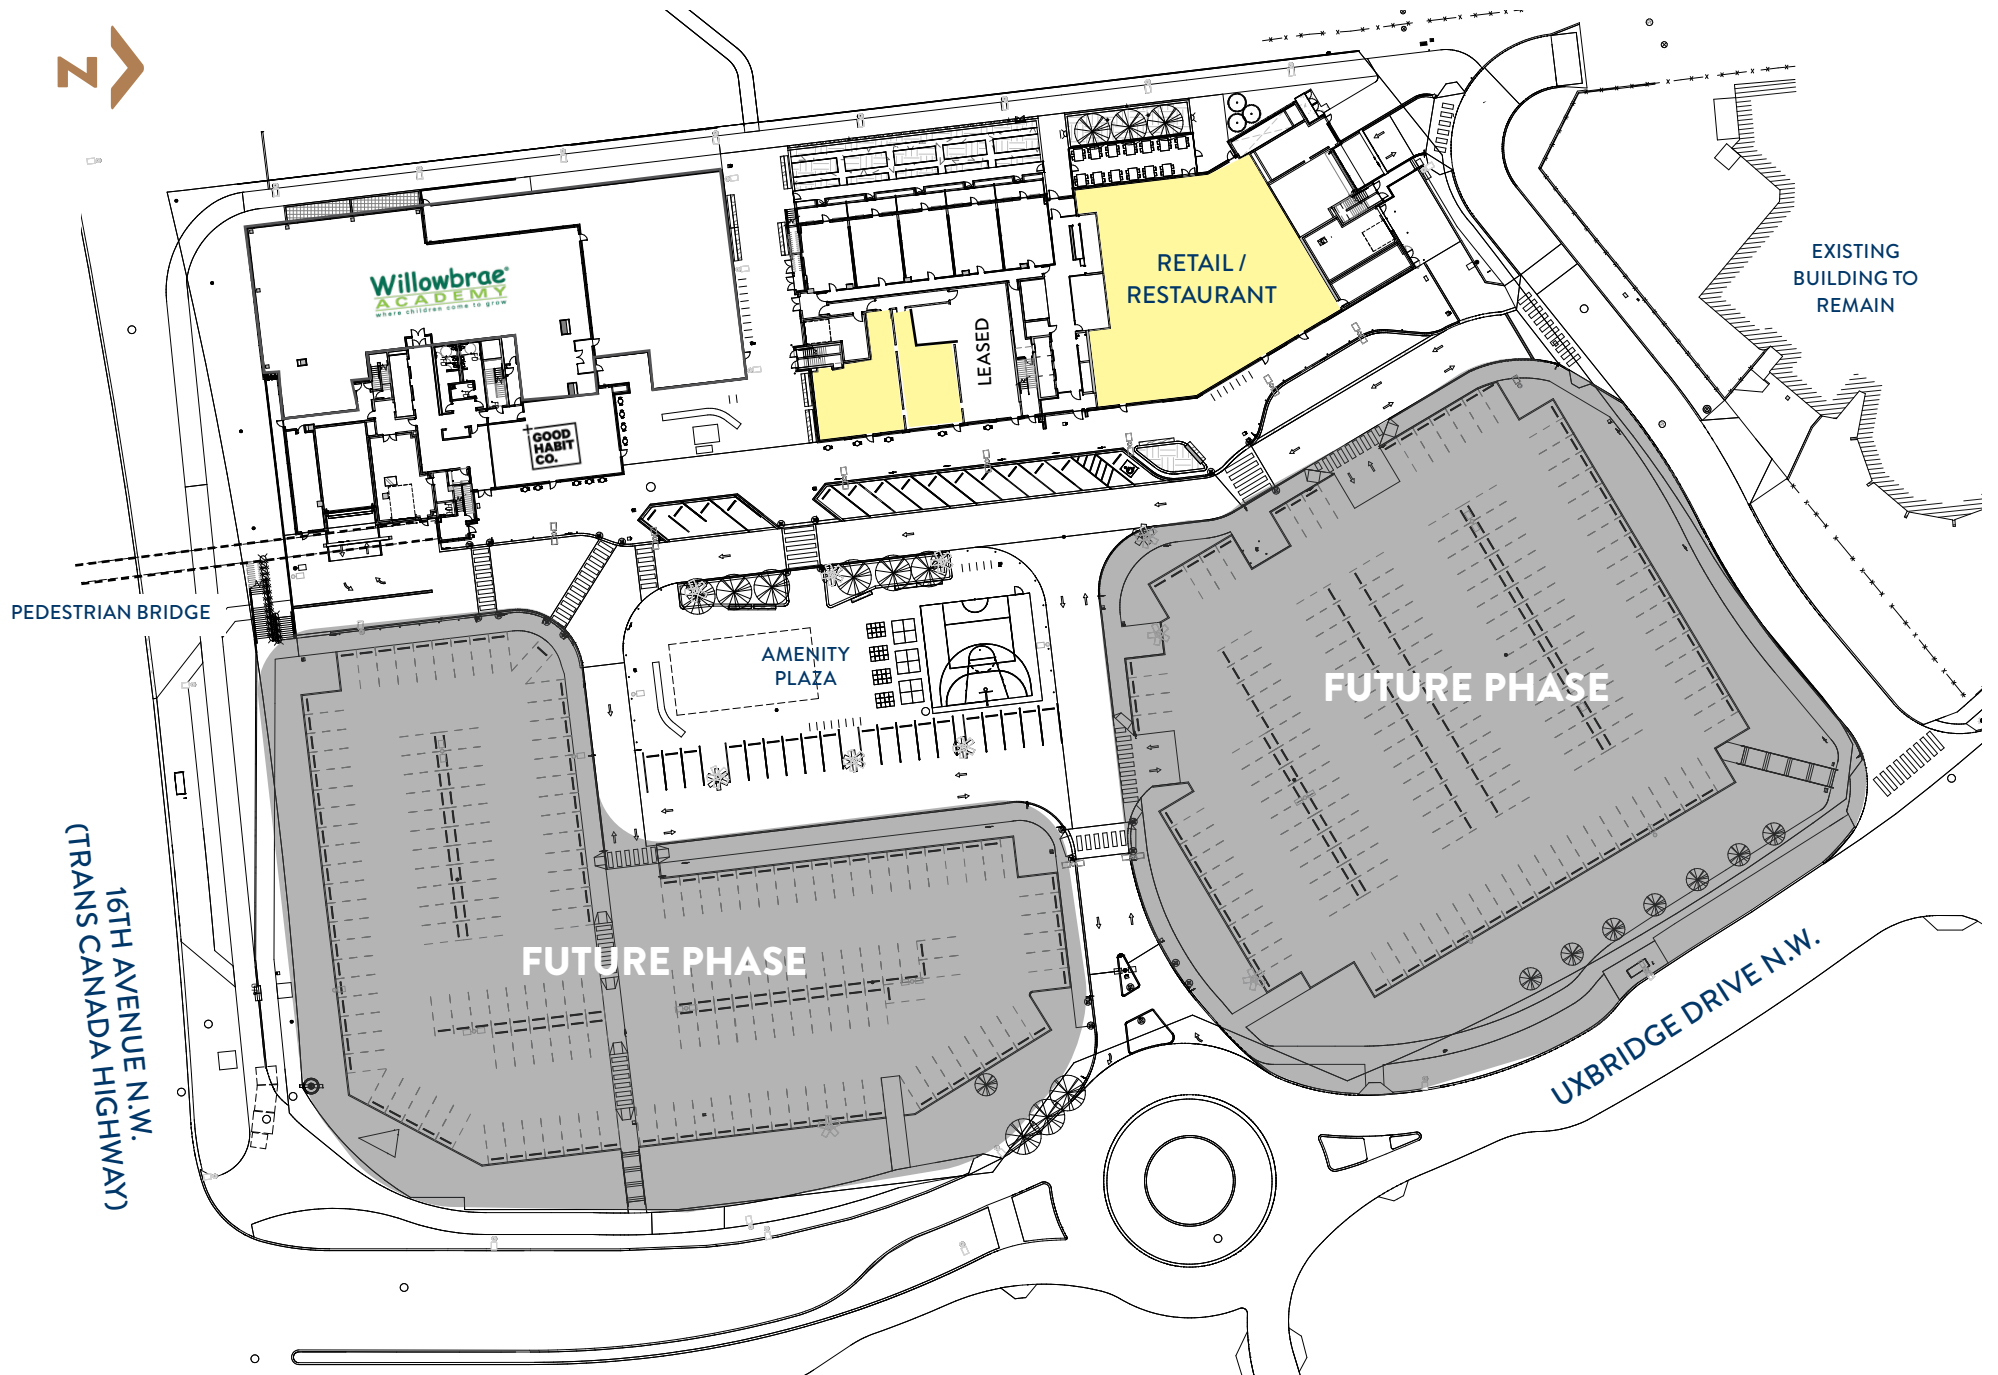 N
Willowbrae®
ACADEMY
where children come to grow
GOOD
HABIT
CO.
LEASED
RETAIL /
RESTAURANT
EXISTING
BUILDING TO
REMAIN
PEDESTRIAN BRIDGE
AMENITY
PLAZA
FUTURE PHASE
FUTURE PHASE
16TH AVENUE N.W.
(TRANS CANADA HIGHWAY)
UXBRIDGE DRIVE N.W.